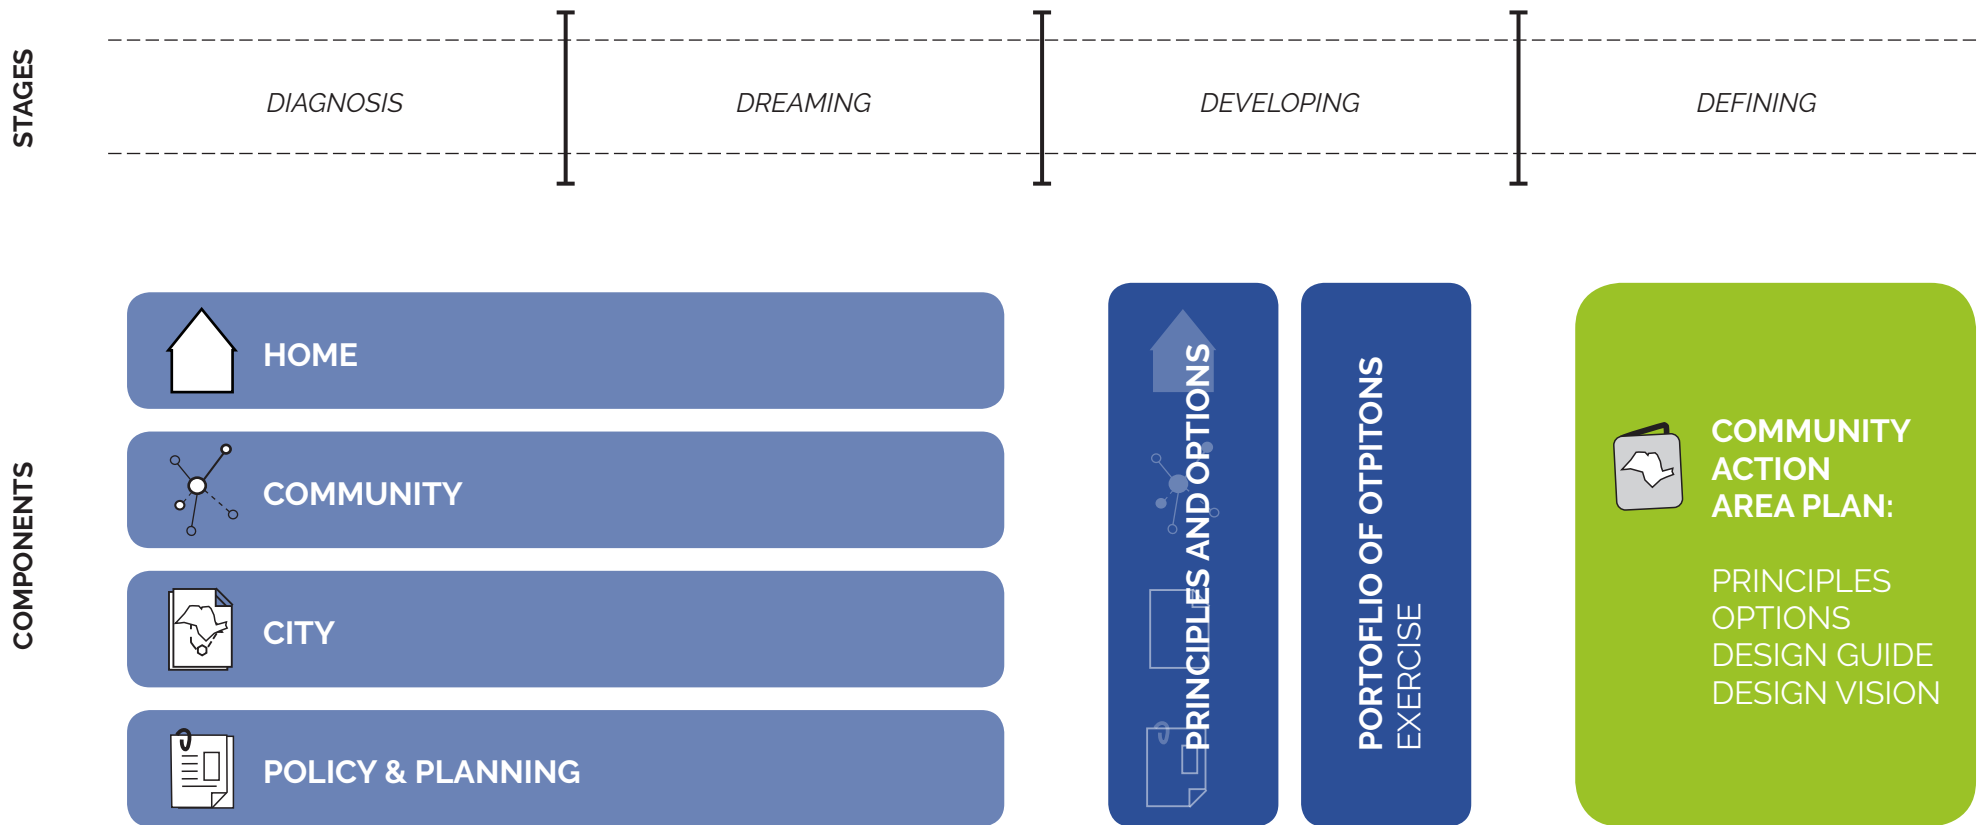 STAGES
DIAGNOSIS
DREAMING
DEVELOPING
DEFINING
COMPONENTS
HOME
COMMUNITY
CITY
POLICY & PLANNING
PRINCIPLES AND OPTIONS
PORTOFLIO OF OTPITONS
EXERCISE
COMMUNITY
ACTION
AREA PLAN:
PRINCIPLES
OPTIONS
DESIGN GUIDE
DESIGN VISION